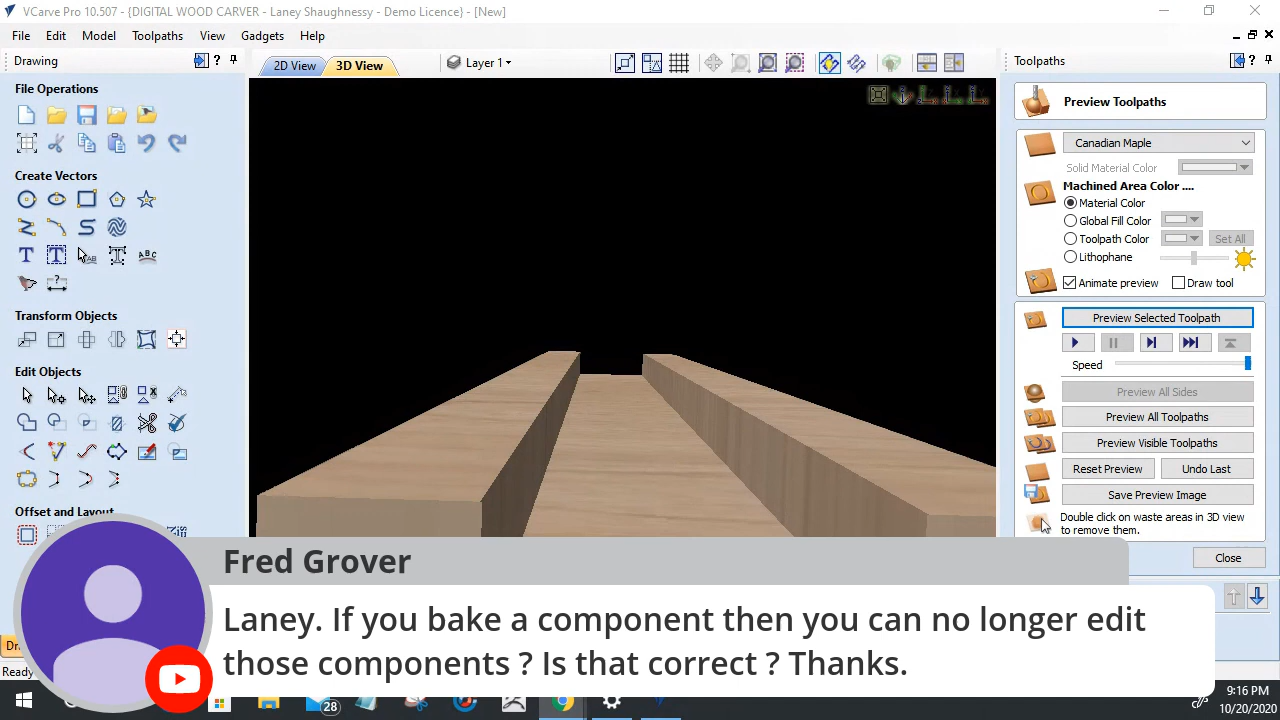 VCarve Pro 10.507 - {DIGITAL WOOD CARVER - Laney Shaughnessy - Demo Licence} - [New]
File Edit Model Toolpaths View Gadgets Help
Drawing
2D View 3D View Layer 1
Toolpaths
File Operations
Create Vectors
Transform Objects
Edit Objects
Offset and Layout
Preview Toolpaths
Canadian Maple
Solid Material Color
Machined Area Color ....
Material Color
Global Fill Color
Toolpath Color Set All
Lithophane
Animate preview Draw tool
Preview Selected Toolpath
Speed
Preview All Sides
Preview All Toolpaths
Preview Visible Toolpaths
Reset Preview Undo Last
Save Preview Image
Double click on waste areas in 3D view
to remove them.
Close
Fred Grover
Laney. If you bake a component then you can no longer edit
those components ? Is that correct ? Thanks.
28
9:16 PM
10/20/2020